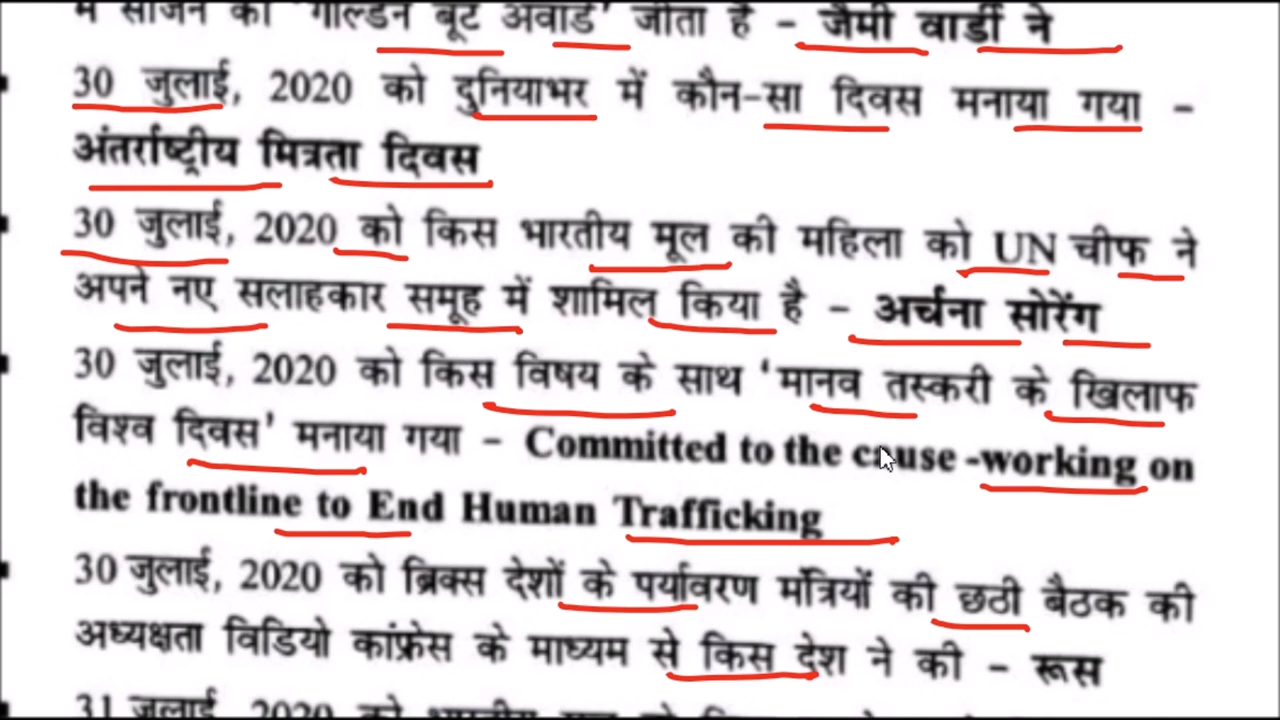 में सीजन का 'गोल्डन बूट अवार्ड' जीता है – जैमी वार्डी ने
30 जुलाई, 2020 को दुनियाभर में कौन-सा दिवस मनाया गया –
अंतर्राष्ट्रीय मित्रता दिवस
30 जुलाई, 2020 को किस भारतीय मूल की महिला को UN चीफ ने
अपने नए सलाहकार समूह में शामिल किया है – अर्चना सोरेंग
30 जुलाई, 2020 को किस विषय के साथ 'मानव तस्करी के खिलाफ
विश्व दिवस' मनाया गया – Committed to the cause -working on
the frontline to End Human Trafficking
30 जुलाई, 2020 को ब्रिक्स देशों के पर्यावरण मंत्रियों की छठी बैठक की
अध्यक्षता विडियो कांफ्रेस के माध्यम से किस देश ने की – रूस
31 जुलाई, 2020 को